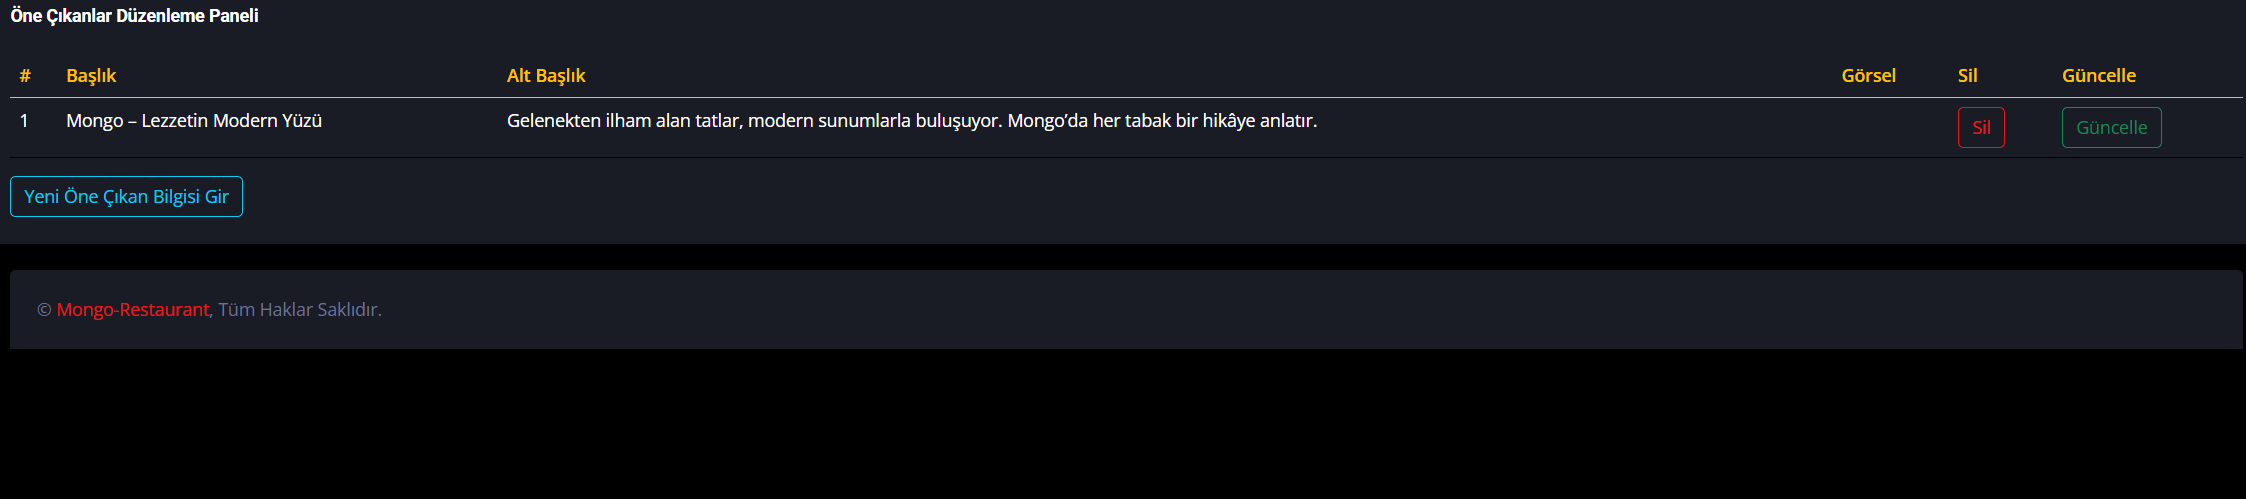 Öne Çıkanlar Düzenleme Paneli
# Başlık Alt Başlık Görsel Sil Güncelle
1 Mongo – Lezzetin Modern Yüzü Gelenekten ilham alan tatlar, modern sunumlarla buluşuyor. Mongo’da her tabak bir hikâye anlatır. Sil Güncelle
Yeni Öne Çıkan Bilgisi Gir
© Mongo-Restaurant, Tüm Haklar Saklıdır.